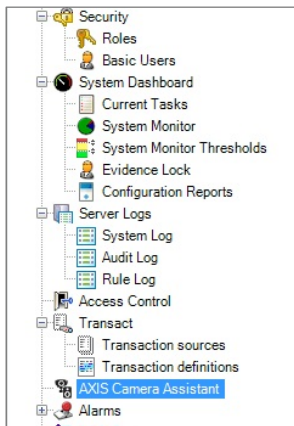 Security
Roles
Basic Users
System Dashboard
Current Tasks
System Monitor
System Monitor Thresholds
Evidence Lock
Configuration Reports
Server Logs
System Log
Audit Log
Rule Log
Access Control
Transact
Transaction sources
Transaction definitions
AXIS Camera Assistant
Alarms